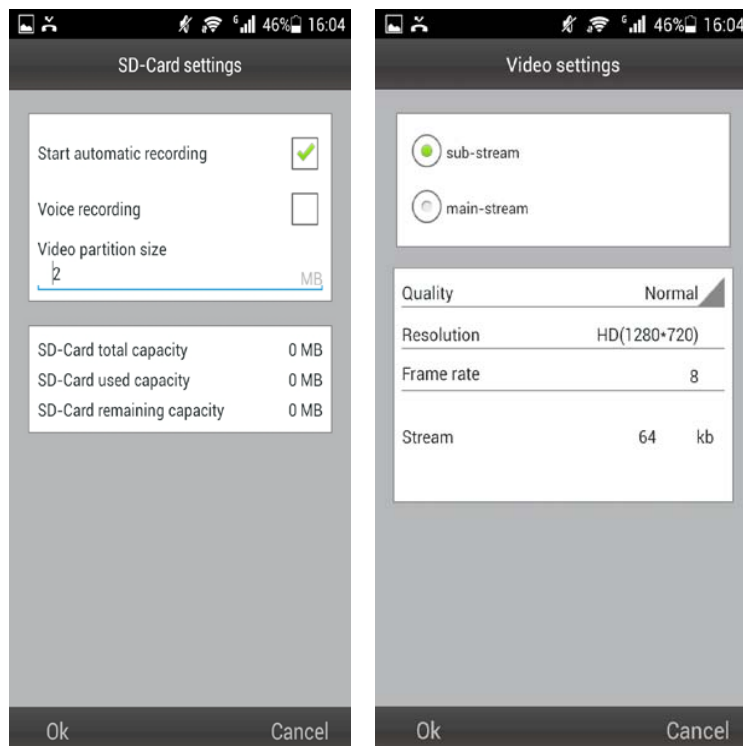 46% 16:04
SD-Card settings
Start automatic recording
Voice recording
Video partition size
2 MB
SD-Card total capacity 0 MB
SD-Card used capacity 0 MB
SD-Card remaining capacity 0 MB
Ok Cancel
G 46% 16:04
Video settings
sub-stream
main-stream
Quality Normal
Resolution HD(1280*720)
Frame rate 8
Stream 64 kb
Ok Cancel